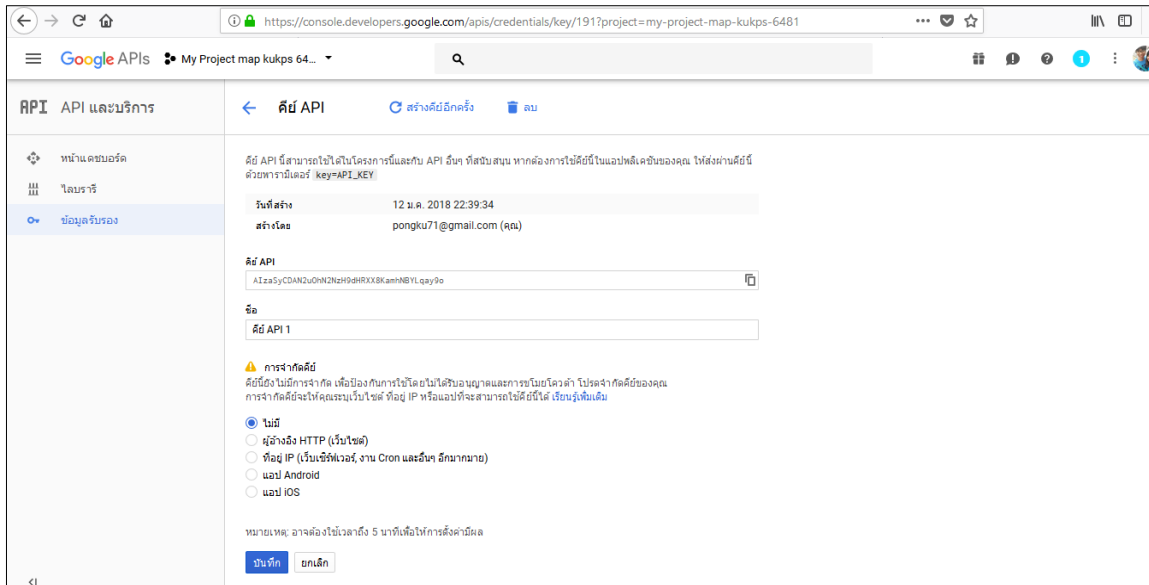 https://console.developers.google.com/apis/credentials/key/191?project=my-project-map-kukps-6481
Google APIs
My Project map kukps 64...
1
API API และบริการ
คีย์ API
สร้างคีย์อีกครั้ง
ลบ
หน้าแดชบอร์ด
ไลบรารี
ข้อมูลรับรอง
คีย์ API นี้สามารถใช้ได้ในโครงการนี้และกับ API อื่นๆ ที่สนับสนุน หากต้องการใช้คีย์นี้ในแอปพลิเคชันของคุณ ให้ส่งผ่านคีย์นี้
ด้วยพารามิเตอร์ key=API_KEY
วันที่สร้าง 12 ม.ค. 2018 22:39:34
สร้างโดย pongku71@gmail.com (คุณ)
คีย์ API
AIzaSyCDAN2uOhN2NzH9dHRXX8KamhNBYLqay9o
ชื่อ
คีย์ API 1
การจำกัดคีย์
คีย์นี้ยังไม่มีการจำกัด เพื่อป้องกันการใช้โดยไม่ได้รับอนุญาตและการขโมยโควต้า โปรดจำกัดคีย์ของคุณ
การจำกัดคีย์จะให้คุณระบุเว็บไซต์ ที่อยู่ IP หรือแอปที่จะสามารถใช้คีย์นี้ได้ เรียนรู้เพิ่มเติม
ไม่มี
ผู้อ้างอิง HTTP (เว็บไซต์)
ที่อยู่ IP (เว็บเซิร์ฟเวอร์, งาน Cron และอื่นๆ อีกมากมาย)
แอป Android
แอป iOS
หมายเหตุ: อาจต้องใช้เวลาถึง 5 นาทีเพื่อให้การตั้งค่ามีผล
บันทึก
ยกเลิก